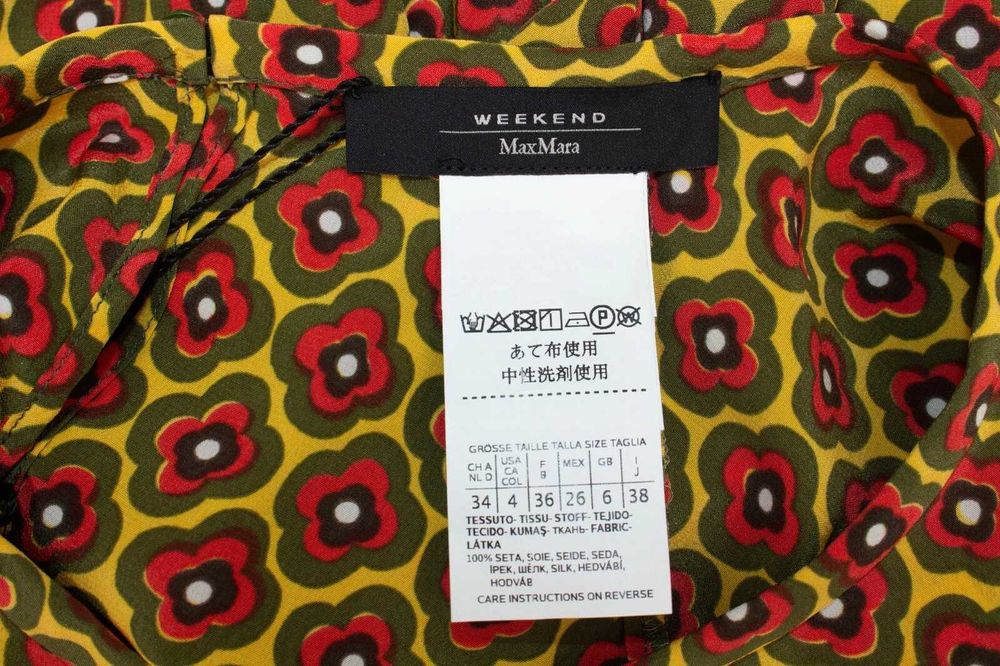 WEEKEND
MaxMara
あて布使用
中性洗剤使用
GRÖSSE TAILLE TALLA SIZE TAGLIA
CH A NL D USA CA COL F B MEX GB I J
34 4 36 26 6 38
TESSUTO- TISSU- STOFF- TEJIDO-
TECIDO- KUMAŞ- ТКАНЬ- FABRIC-
LÁTKA
100% SETA, SOIE, SEIDE, SEDA,
İPEK, ШЁЛК, SILK, HEDVÁBÍ,
HODVÁB
CARE INSTRUCTIONS ON REVERSE